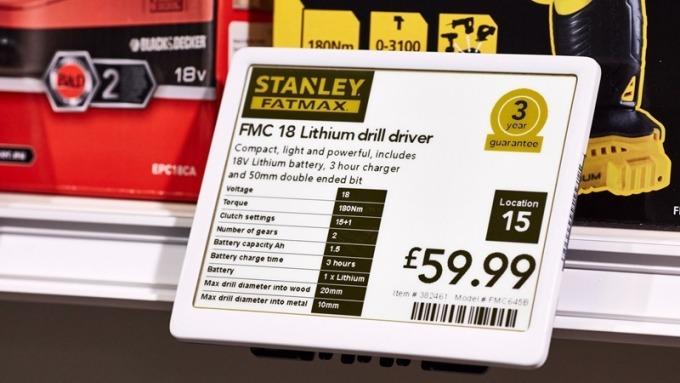 BLACK&DECKER
BUILD
2
18v
EPC18CA
180Nm
0-3100
STANLEY
FATMAX
3
year
guarantee
FMC 18 Lithium drill driver
Compact, light and powerful, includes
18V Lithium battery, 3 hour charger
and 50mm double ended bit
Voltage 18
Torque 180Nm
Clutch settings 15+1
Number of gears 2
Battery capacity Ah 1.5
Battery charge time 3 hours
Battery 1 x Lithium
Max drill diameter into wood 20mm
Max drill diameter into metal 10mm
Location
15
£59.99
Item # 382461 Model # FMC645B